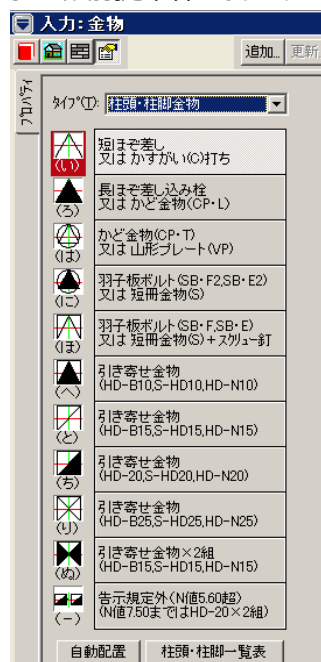 入力:金物
追加... 更新
プロパティ
ﾀｲﾌﾟ(T): 柱頭・柱脚金物
(い) 短ほぞ差し
又は かすがい(C)打ち
(ろ) 長ほぞ差し込み栓
又は かど金物(CP・L)
(は) かど金物(CP・T)
又は 山形プレート(VP)
(に) 羽子板ボルト(SB・F2,SB・E2)
又は 短冊金物(S)
(ほ) 羽子板ボルト(SB・F,SB・E)
又は 短冊金物(S)+ｽｸﾘｭｰ釘
(へ) 引き寄せ金物
(HD-B10,S-HD10,HD-N10)
(と) 引き寄せ金物
(HD-B15,S-HD15,HD-N15)
(ち) 引き寄せ金物
(HD-20,S-HD20,HD-N20)
(り) 引き寄せ金物
(HD-B25,S-HD25,HD-N25)
(ぬ) 引き寄せ金物×2組
(HD-B15,S-HD15,HD-N15)
(-) 告示規定外(N値5.60超)
(N値7.50まではHD-20×2組)
自動配置 柱頭・柱脚一覧表